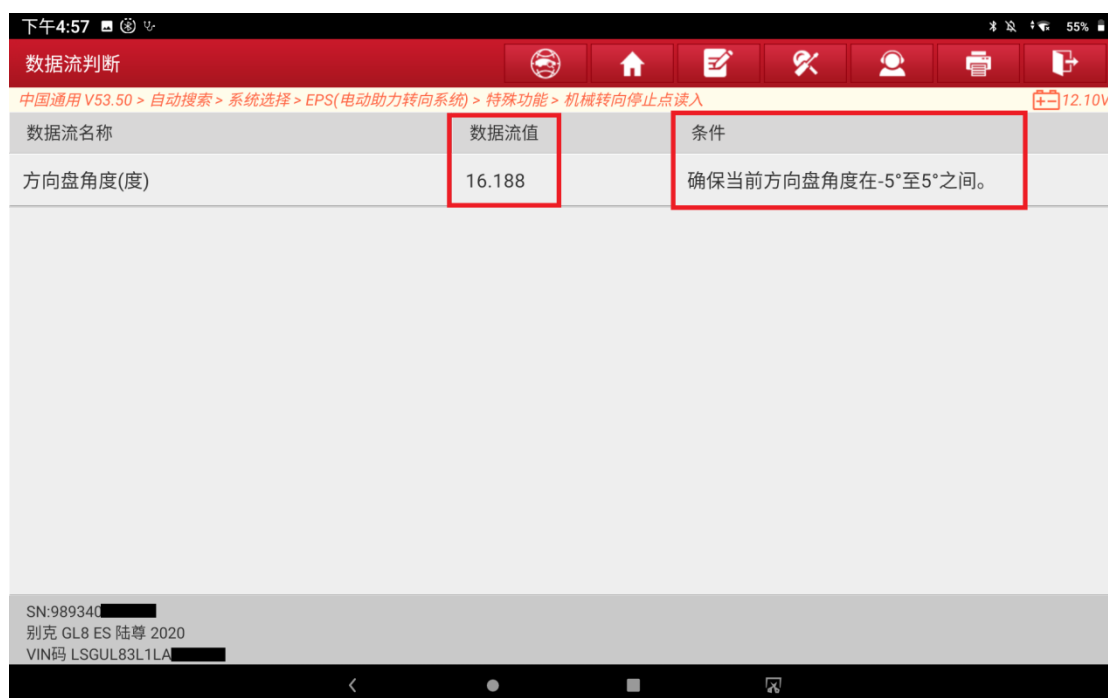 下午4:57 55%
数据流判断
中国通用 V53.50 > 自动搜索 > 系统选择 > EPS(电动助力转向系统) > 特殊功能 > 机械转向停止点读入 12.10V
数据流名称 数据流值 条件
方向盘角度(度) 16.188 确保当前方向盘角度在-5°至5°之间。
SN:989340
别克 GL8 ES 陆尊 2020
VIN码 LSGUL83L1LA